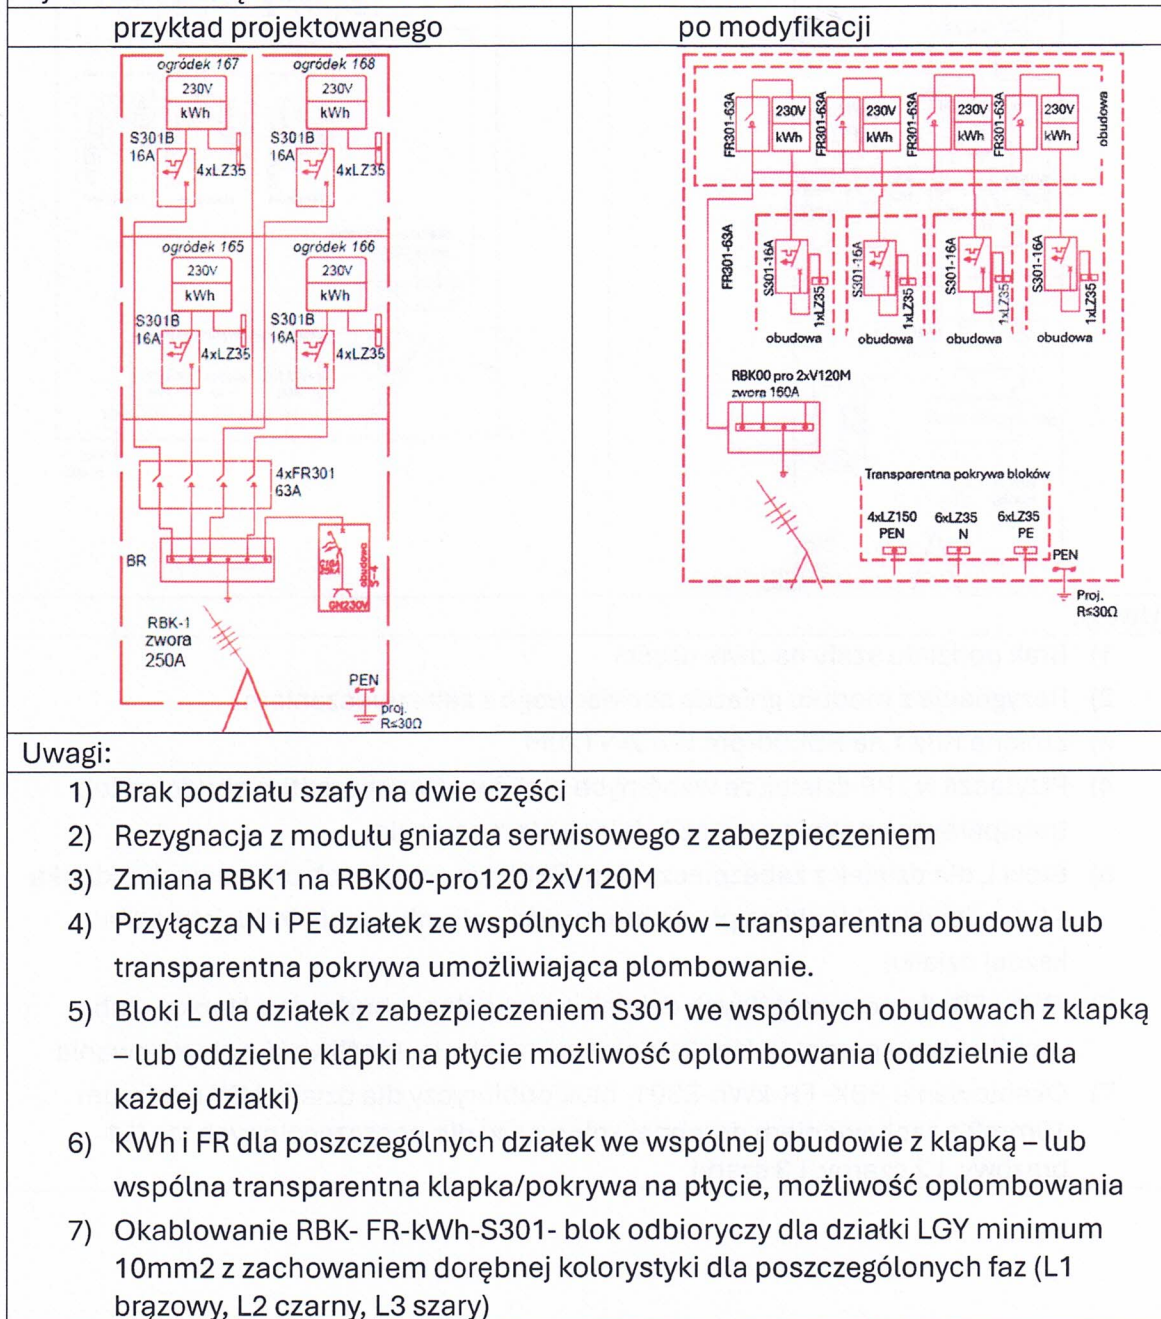 przykład projektowanego
po modyfikacji
ogródek 167
ogródek 168
230V
kWh
230V
kWh
S301B
16A
4xLZ35
S301B
16A
4xLZ35
ogródek 165
ogródek 166
230V
kWh
230V
kWh
S301B
16A
4xLZ35
S301B
16A
4xLZ35
4xFR301
63A
BR
obudowa
S-4
GN230V
RBK-1
zwora
250A
PEN
proj.
R≤30Ω
FR301-63A
230V
kWh
FR301-63A
230V
kWh
FR301-63A
230V
kWh
FR301-63A
230V
kWh
obudowa
FR301-63A
S301-16A
1xLZ35
S301-16A
1xLZ35
S301-16A
1xLZ35
S301-16A
1xLZ35
obudowa
obudowa
obudowa
obudowa
RBK00 pro 2xV120M
zwora 160A
Transparentna pokrywa bloków
4xLZ150
PEN
6xLZ35
N
6xLZ35
PE
PEN
Proj.
R≤30Ω
Uwagi:
1) Brak podziału szafy na dwie części
2) Rezygnacja z modułu gniazda serwisowego z zabezpieczeniem
3) Zmiana RBK 1 na RBK00-pro120 2xV120M
4) Przyłącza N i PE działek ze wspólnych bloków – transparentna obudowa lub
transparentna pokrywa umożliwiająca plombowanie.
5) Bloki L dla działek z zabezpieczeniem S301 we wspólnych obudowach z klapką
– lub oddzielne klapki na płycie możliwość oplombowania (oddzielnie dla
każdej działki)
6) KWh i FR dla poszczególnych działek we wspólnej obudowie z klapką – lub
wspólna transparentna klapka/pokrywa na płycie, możliwość oplombowania
7) Okablowanie RBK- FR-kWh-S301- blok odbioryczy dla działki LGY minimum
10mm2 z zachowaniem dorębnej kolorystyki dla poszczególonych faz (L1
brązowy, L2 czarny, L3 szary)